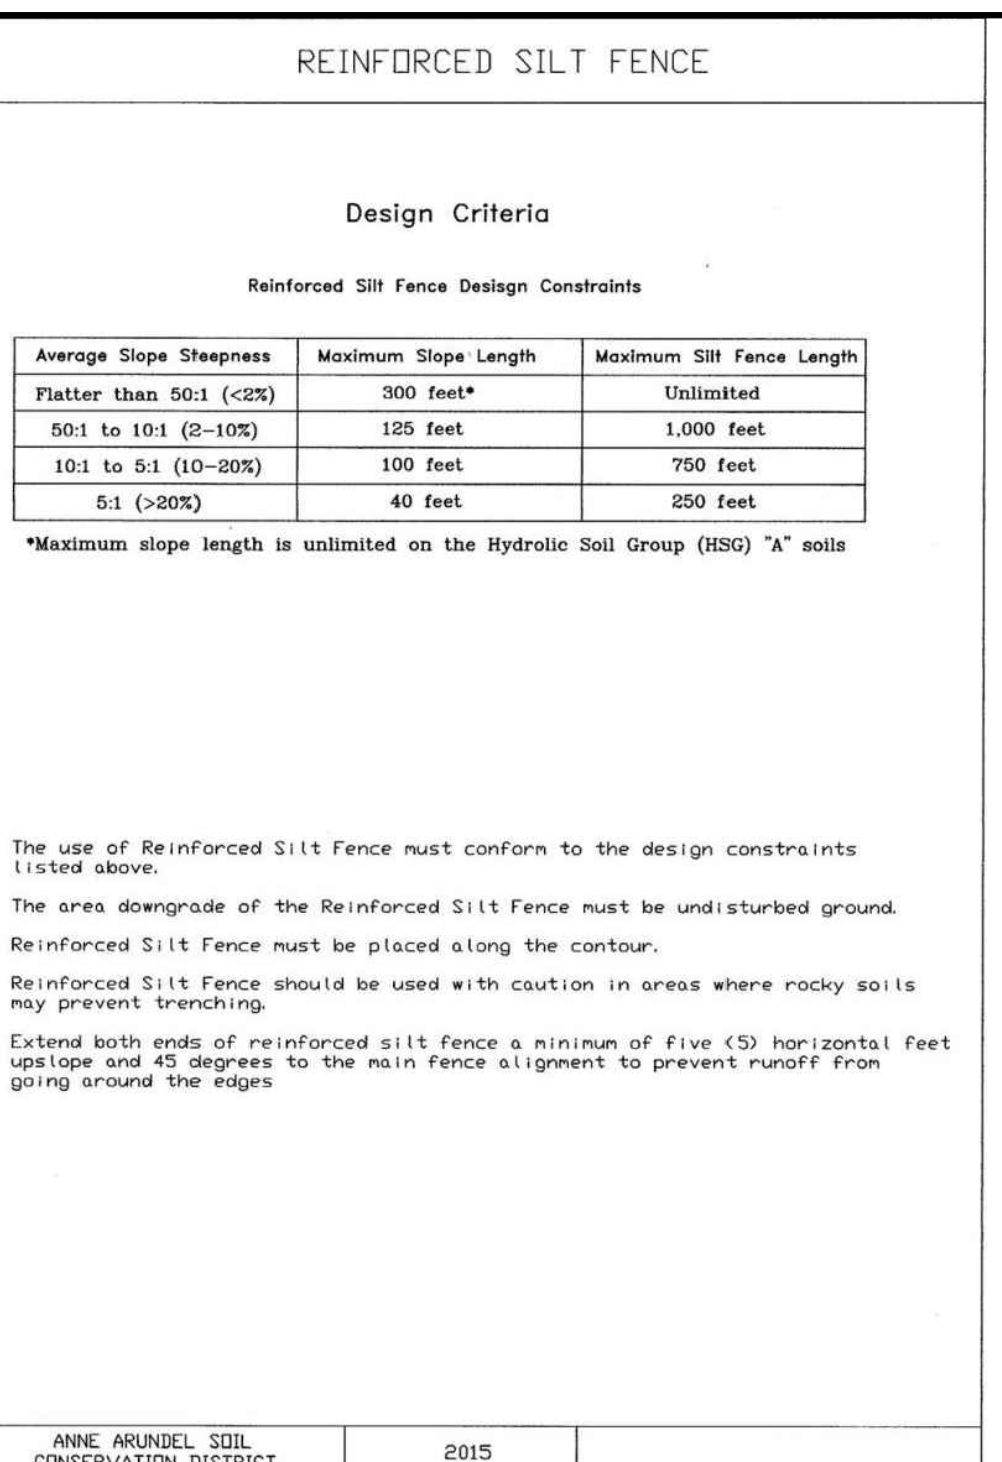 REINFORCED SILT FENCE
Design Criteria
Reinforced Silt Fence Desisgn Constraints
Average Slope Steepness Maximum Slope Length Maximum Silt Fence Length
Flatter than 50:1 (<2%) 300 feet* Unlimited
50:1 to 10:1 (2-10%) 125 feet 1,000 feet
10:1 to 5:1 (10-20%) 100 feet 750 feet
5:1 (>20%) 40 feet 250 feet
*Maximum slope length is unlimited on the Hydrolic Soil Group (HSG) "A" soils
The use of Reinforced Silt Fence must conform to the design constraints
listed above.
The area downgrade of the Reinforced Silt Fence must be undisturbed ground.
Reinforced Silt Fence must be placed along the contour.
Reinforced Silt Fence should be used with caution in areas where rocky soils
may prevent trenching.
Extend both ends of reinforced silt fence a minimum of five (5) horizontal feet
upslope and 45 degrees to the main fence alignment to prevent runoff from
going around the edges
ANNE ARUNDEL SOIL
CONSERVATION DISTRICT
2015